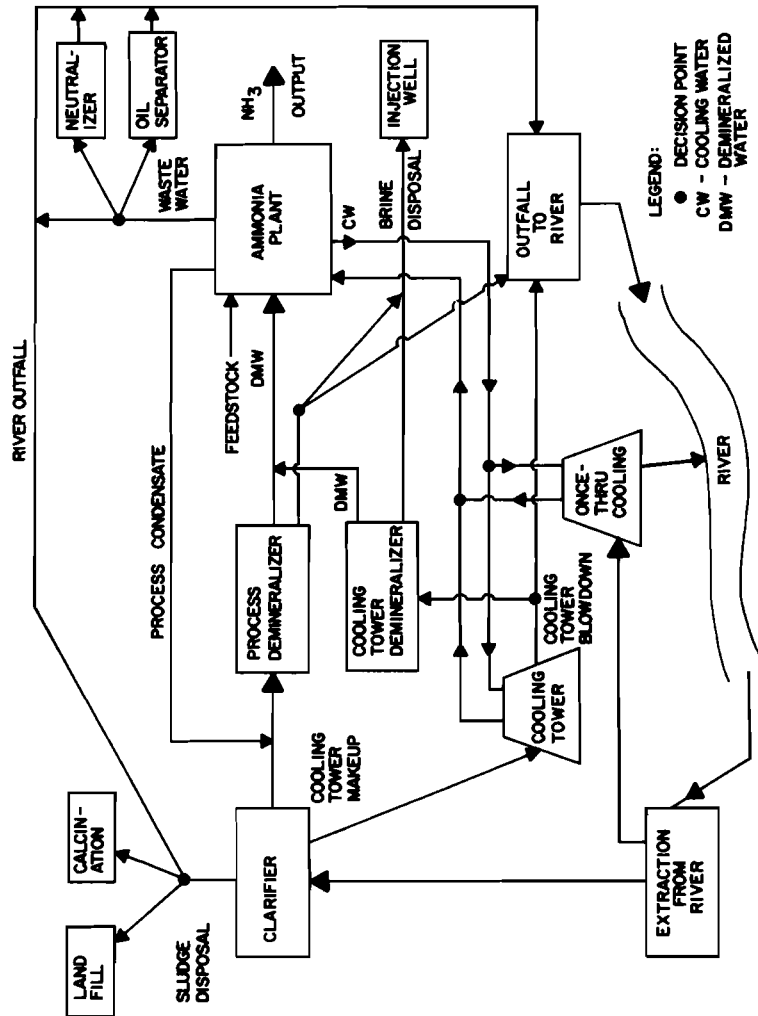 RIVER OUTFALL
LAND
FILL
CALCIN-
ATION
SLUDGE
DISPOSAL
CLARIFIER
PROCESS CONDENSATE
COOLING
TOWER
MAKEUP
PROCESS
DEMINERALIZER
DMW
FEEDSTOCK
DMW
COOLING
TOWER
DEMINERALIZER
WASTE
WATER
NEUTRAL-
IZER
OIL
SEPARATOR
AMMONIA
PLANT
NH3
OUTPUT
CW
BRINE
DISPOSAL
INJECTION
WELL
COOLING
TOWER
COOLING
TOWER
BLOWDOWN
ONCE-
THRU
COOLING
OUTFALL
TO
RIVER
EXTRACTION
FROM
RIVER
RIVER
LEGEND:
● DECISION POINT
CW - COOLING WATER
DMW - DEMINERALIZED
WATER